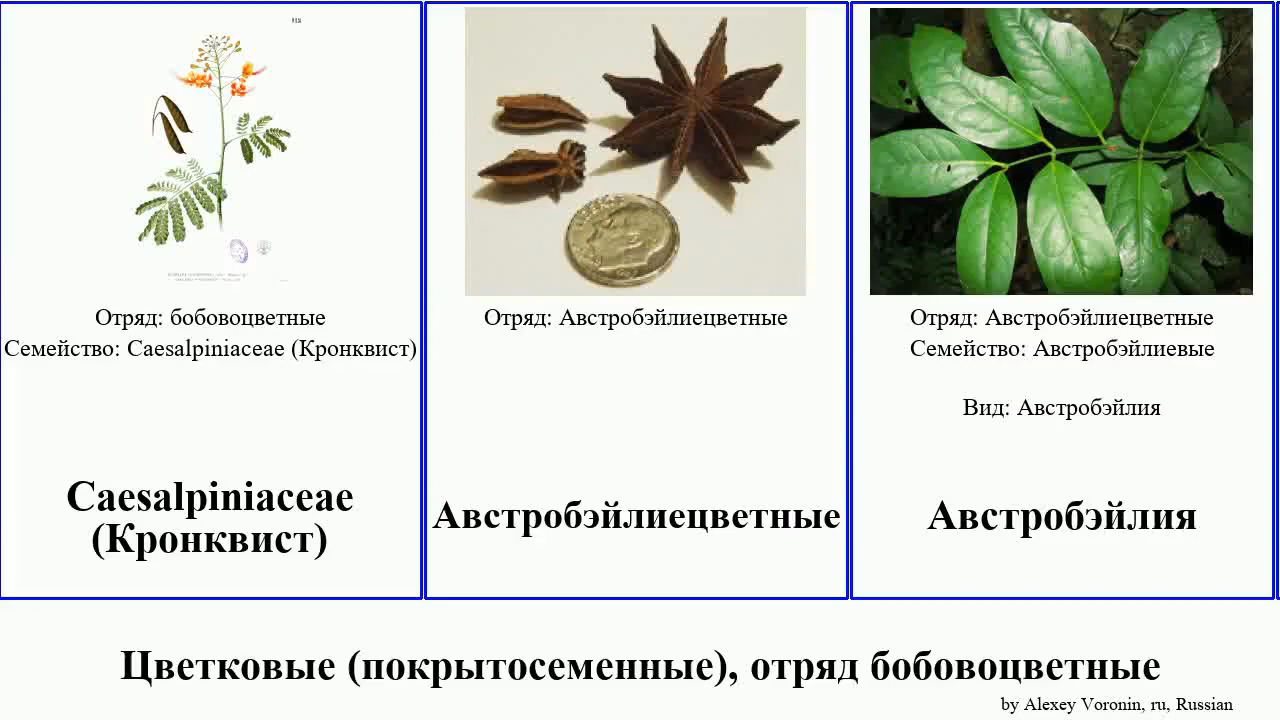 Отряд: бобовоцветные
Семейство: Caesalpiniaceae (Кронквист)
Caesalpiniaceae
(Кронквист)
Отряд: Австробэйлиецветные
Австробэйлиецветные
Отряд: Австробэйлиецветные
Семейство: Австробэйлиевые
Вид: Австробэйлия
Австробэйлия
Цветковые (покрытосеменные), отряд бобовоцветные
by Alexey Voronin, ru, Russian